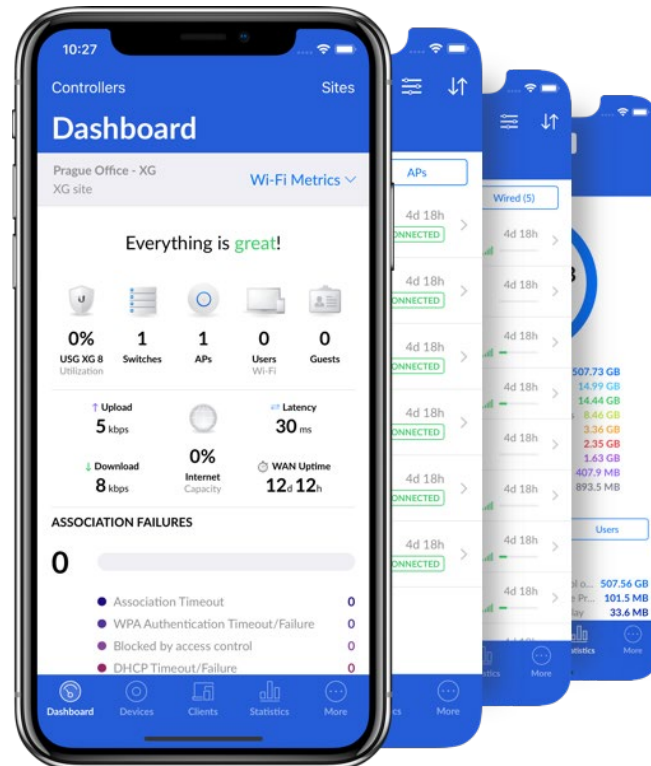 10:27
Controllers
Sites
Dashboard
Prague Office - XG
XG site
Wi-Fi Metrics
Everything is great!
0% 1 1 0 0
USG XG 8 Switches APs Users Guests
Utilization Wi-Fi
↑ Upload
5 kbps
Latency
30 ms
↓ Download
8 kbps
0%
Internet
Capacity
WAN Uptime
12d 12h
ASSOCIATION FAILURES
0
Association Timeout 0
WPA Authentication Timeout/Failure 0
Blocked by access control 0
DHCP Timeout/Failure 0
Dashboard Devices Clients Statistics More
APs
4d 18h
4d 18h
4d 18h
4d 18h
4d 18h
4d 18h
More
Wired (5)
4d 18h
4d 18h
4d 18h
4d 18h
4d 18h
4d 18h
4d 18h
4d 18h
More
507.73 GB
14.99 GB
14.44 GB
8.46 GB
3.36 GB
2.35 GB
1.63 GB
407.9 MB
893.5 MB
Users
507.56 GB
101.5 MB
33.6 MB
More